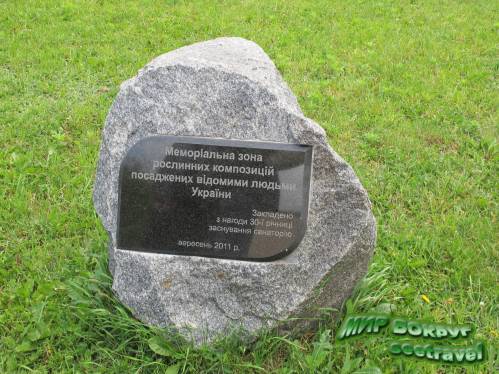 Меморіальна зона
рослинних композицій
посаджених відомими людьми
України
Закладено
з нагоди 30-ї річниці
заснування санаторію
вересень 2011 р.
МИР ВОКРУГ
ccctravel